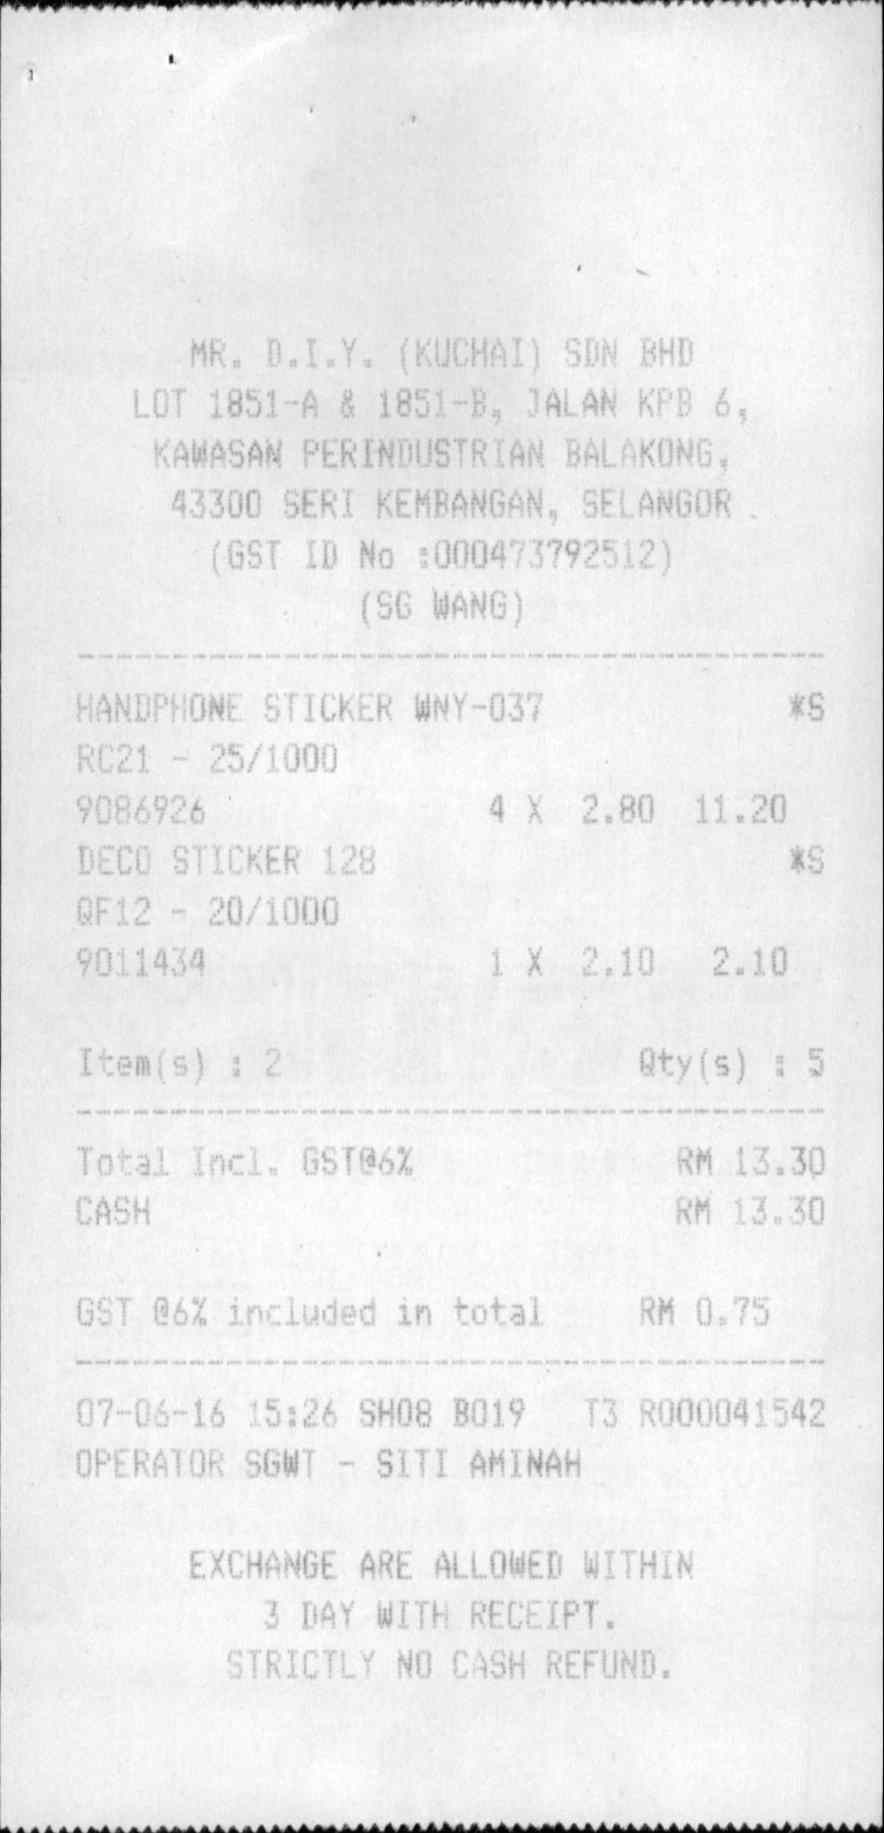 MR. D.I.Y. (KUCHAI) SDN BHD
LOT 1851-A & 1851-B, JALAN KPB 6,
KAWASAN PERINDUSTRIAN BALAKONG,
43300 SERI KEMBANGAN, SELANGOR
(GST ID No :000473792512)
(SG WANG)
HANDPHONE STICKER WNY-037 *S
RC21 - 25/1000
9086926 4 X 2.80 11.20
DECO STICKER 128 *S
QF12 - 20/1000
9011434 1 X 2.10 2.10
Item(s) : 2 Qty(s) : 5
Total Incl. GST@6% RM 13.30
CASH RM 13.30
GST @6% included in total RM 0.75
07-06-16 15:26 SH08 B019 T3 R000041542
OPERATOR SGWT - SITI AMINAH
EXCHANGE ARE ALLOWED WITHIN
3 DAY WITH RECEIPT.
STRICTLY NO CASH REFUND.